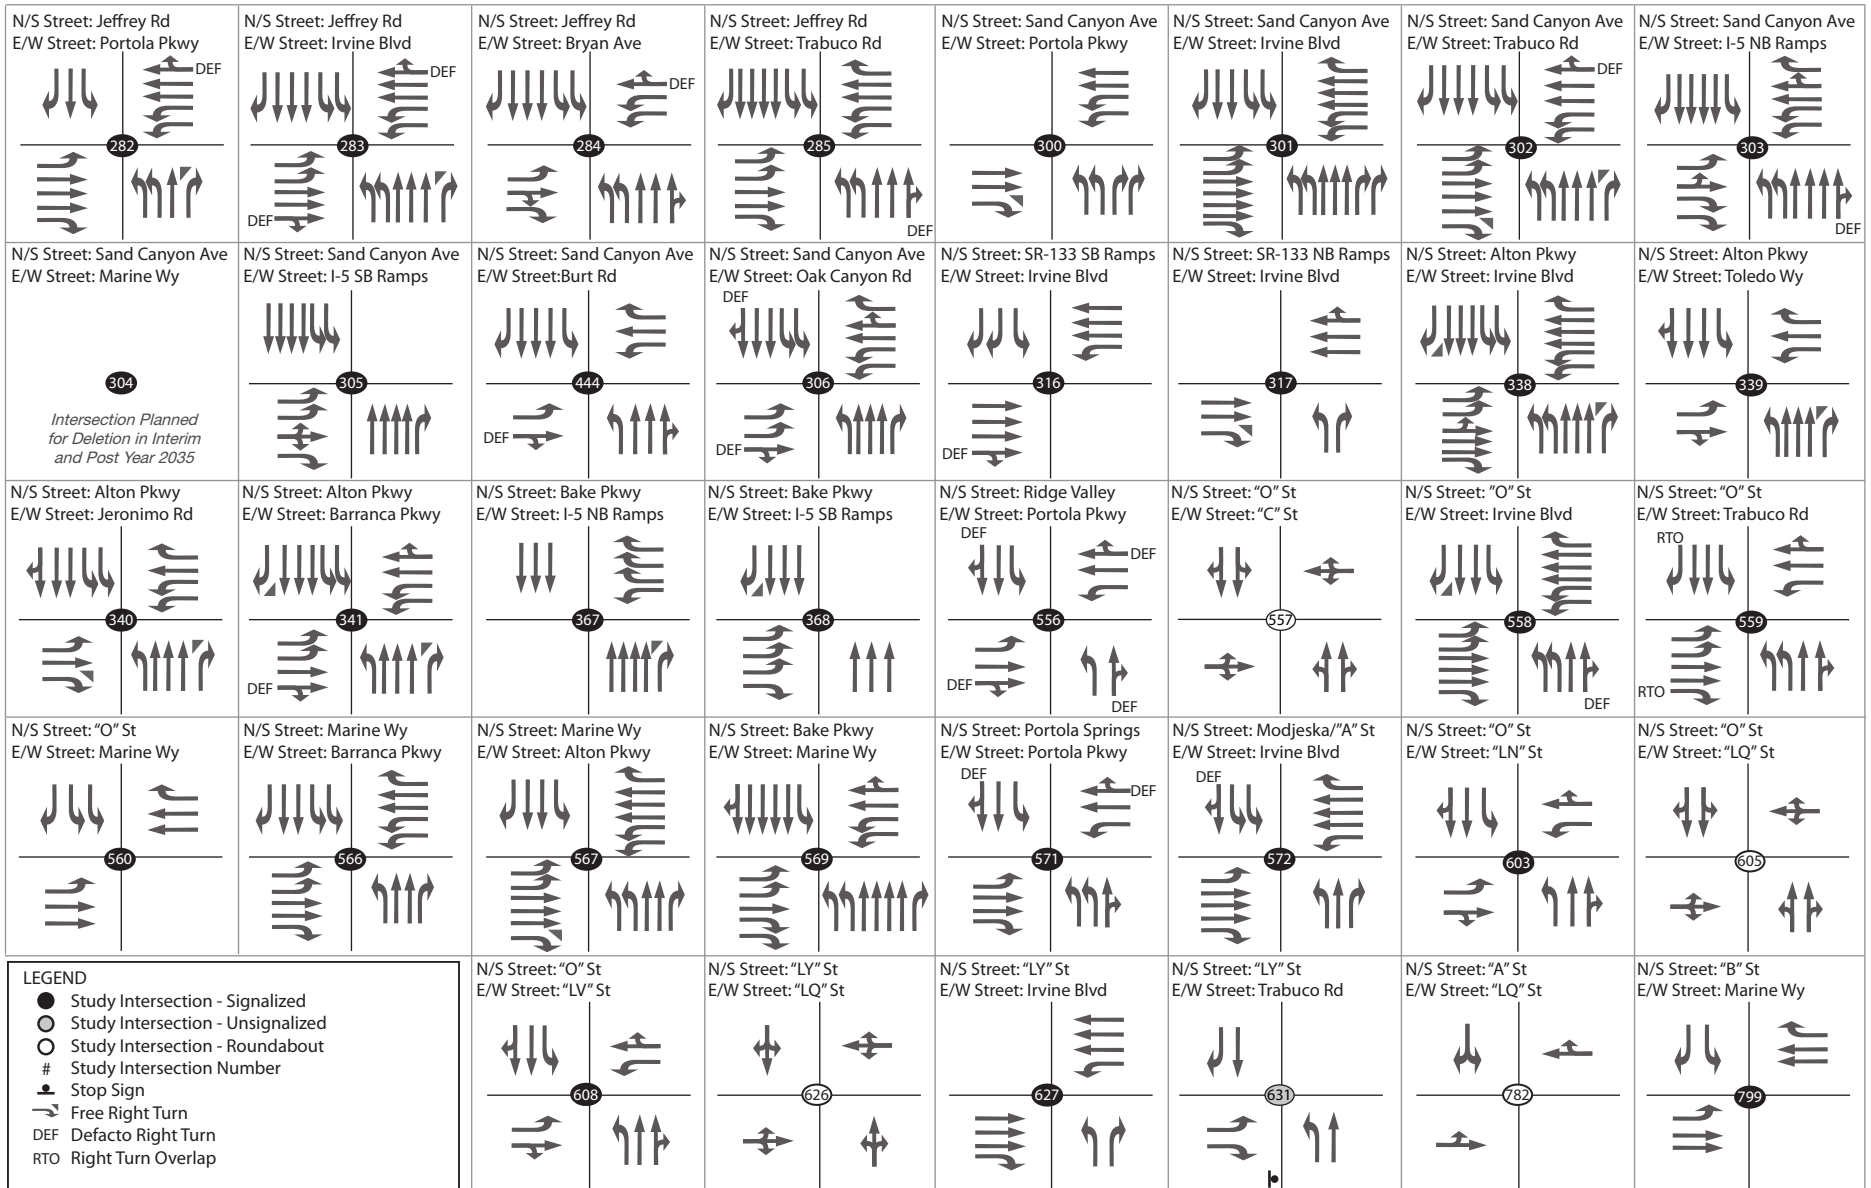 N/S Street: Jeffrey Rd
E/W Street: Portola Pkwy
DEF
282
N/S Street: Jeffrey Rd
E/W Street: Irvine Blvd
DEF
283
DEF
N/S Street: Jeffrey Rd
E/W Street: Bryan Ave
DEF
284
N/S Street: Jeffrey Rd
E/W Street: Trabuco Rd
285
DEF
N/S Street: Sand Canyon Ave
E/W Street: Portola Pkwy
300
N/S Street: Sand Canyon Ave
E/W Street: Irvine Blvd
301
N/S Street: Sand Canyon Ave
E/W Street: Trabuco Rd
DEF
302
N/S Street: Sand Canyon Ave
E/W Street: I-5 NB Ramps
303
DEF
N/S Street: Sand Canyon Ave
E/W Street: Marine Wy
304
Intersection Planned
for Deletion in Interim
and Post Year 2035
N/S Street: Sand Canyon Ave
E/W Street: I-5 SB Ramps
305
N/S Street: Sand Canyon Ave
E/W Street:Burt Rd
444
DEF
N/S Street: Sand Canyon Ave
E/W Street: Oak Canyon Rd
DEF
306
DEF
N/S Street: SR-133 SB Ramps
E/W Street: Irvine Blvd
316
DEF
N/S Street: SR-133 NB Ramps
E/W Street: Irvine Blvd
317
N/S Street: Alton Pkwy
E/W Street: Irvine Blvd
338
N/S Street: Alton Pkwy
E/W Street: Toledo Wy
339
N/S Street: Alton Pkwy
E/W Street: Jeronimo Rd
340
N/S Street: Alton Pkwy
E/W Street: Barranca Pkwy
341
DEF
N/S Street: Bake Pkwy
E/W Street: I-5 NB Ramps
367
N/S Street: Bake Pkwy
E/W Street: I-5 SB Ramps
368
N/S Street: Ridge Valley
E/W Street: Portola Pkwy
DEF
DEF
556
DEF
DEF
N/S Street: “O” St
E/W Street: “C” St
557
N/S Street: ”O” St
E/W Street: Irvine Blvd
558
DEF
N/S Street: “O” St
E/W Street: Trabuco Rd
RTO
559
RTO
N/S Street: “O” St
E/W Street: Marine Wy
560
N/S Street: Marine Wy
E/W Street: Barranca Pkwy
566
N/S Street: Marine Wy
E/W Street: Alton Pkwy
567
N/S Street: Bake Pkwy
E/W Street: Marine Wy
569
N/S Street: Portola Springs
E/W Street: Portola Pkwy
DEF
DEF
571
N/S Street: Modjeska/"A" St
E/W Street: Irvine Blvd
DEF
572
N/S Street: “O” St
E/W Street: “LN” St
603
N/S Street: “O” St
E/W Street: “LQ” St
605
LEGEND
Study Intersection - Signalized
Study Intersection - Unsignalized
Study Intersection - Roundabout
# Study Intersection Number
Stop Sign
Free Right Turn
DEF Defacto Right Turn
RTO Right Turn Overlap
N/S Street: “O” St
E/W Street: “LV” St
608
N/S Street: “LY” St
E/W Street: “LQ” St
626
N/S Street: “LY” St
E/W Street: Irvine Blvd
627
N/S Street: “LY” St
E/W Street: Trabuco Rd
631
N/S Street: “A” St
E/W Street: “LQ” St
782
N/S Street: “B” St
E/W Street: Marine Wy
799